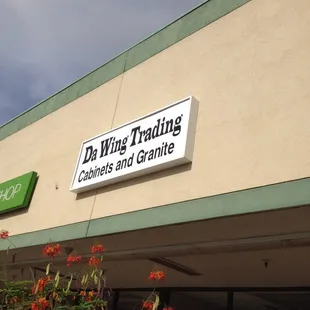 Da Wing Trading
Cabinets and Granite
HOP